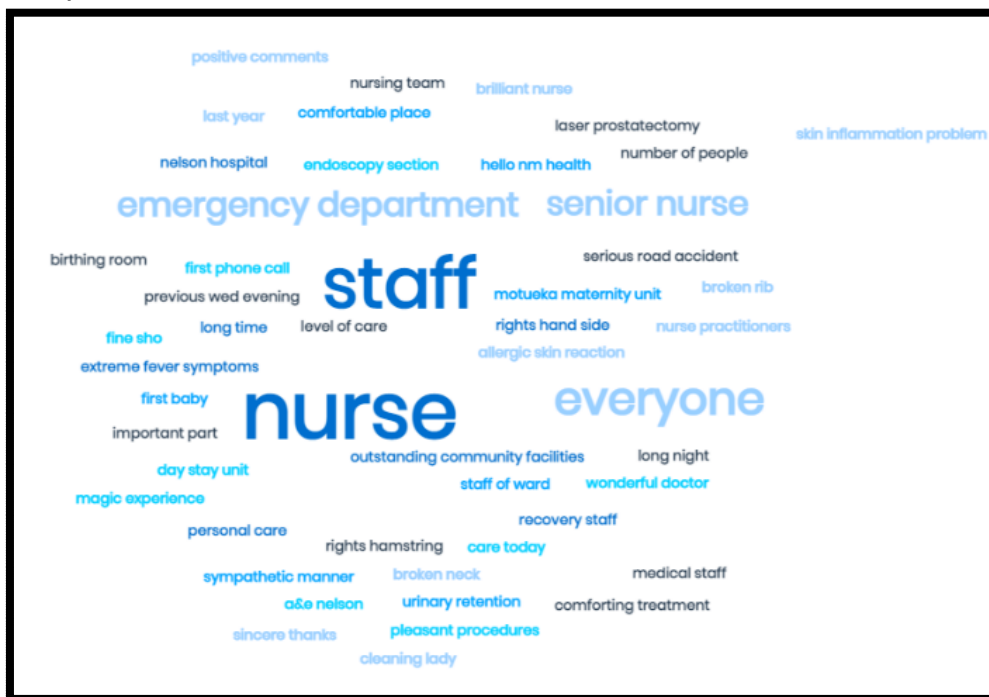 positive comments
nursing team
brilliant nurse
last year
comfortable place
laser prostatectomy
skin inflammation problem
nelson hospital
endoscopy section
hello nm health
number of people
emergency department
senior nurse
birthing room
first phone call
staff
serious road accident
previous wed evening
motueka maternity unit
broken rib
fine sho
long time
level of care
rights hand side
nurse practitioners
allergic skin reaction
extreme fever symptoms
first baby
nurse
everyone
important part
outstanding community facilities
long night
day stay unit
staff of ward
wonderful doctor
magic experience
personal care
recovery staff
rights hamstring
care today
sympathetic manner
broken neck
medical staff
a&e nelson
urinary retention
comforting treatment
sincere thanks
pleasant procedures
cleaning lady